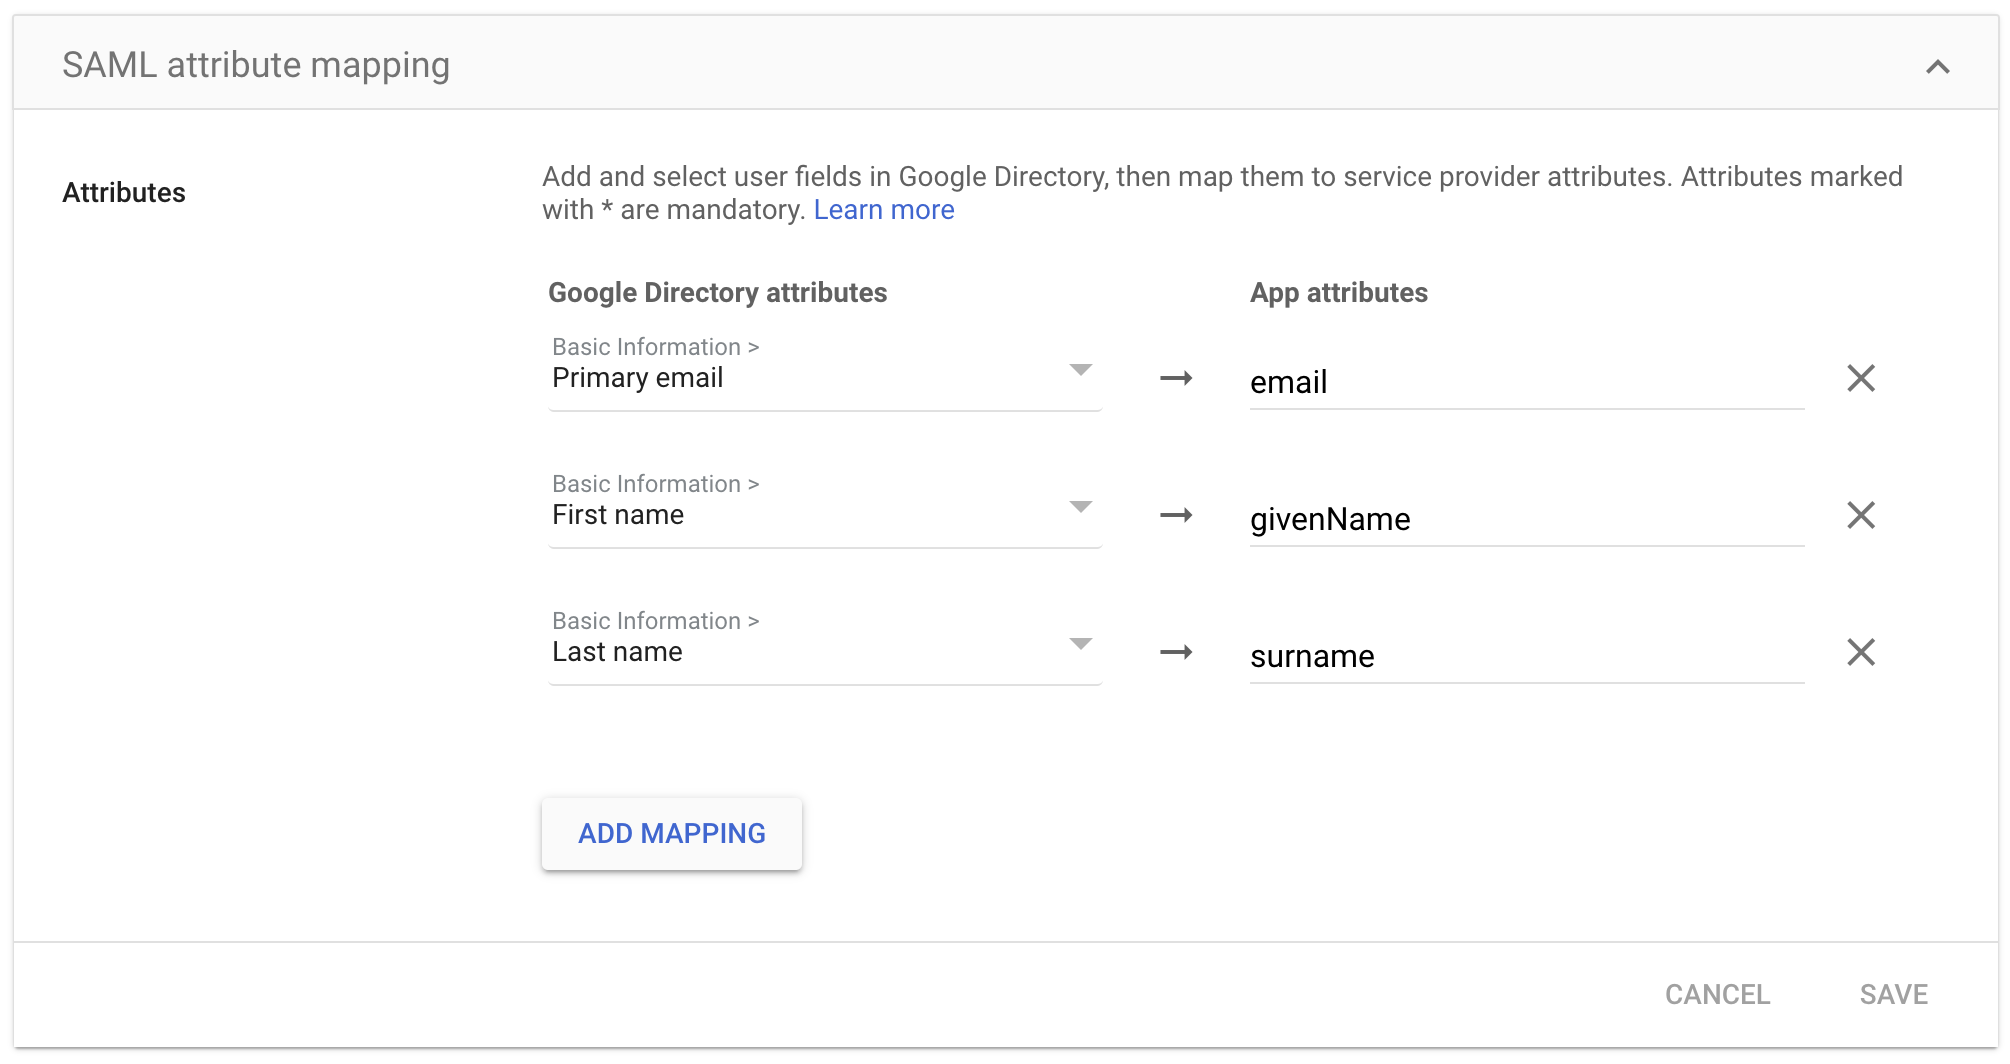 SAML attribute mapping
Attributes
Add and select user fields in Google Directory, then map them to service provider attributes. Attributes marked
with * are mandatory. Learn more
Google Directory attributes
App attributes
Basic Information >
Primary email
email
Basic Information >
First name
givenName
Basic Information >
Last name
surname
ADD MAPPING
CANCEL
SAVE